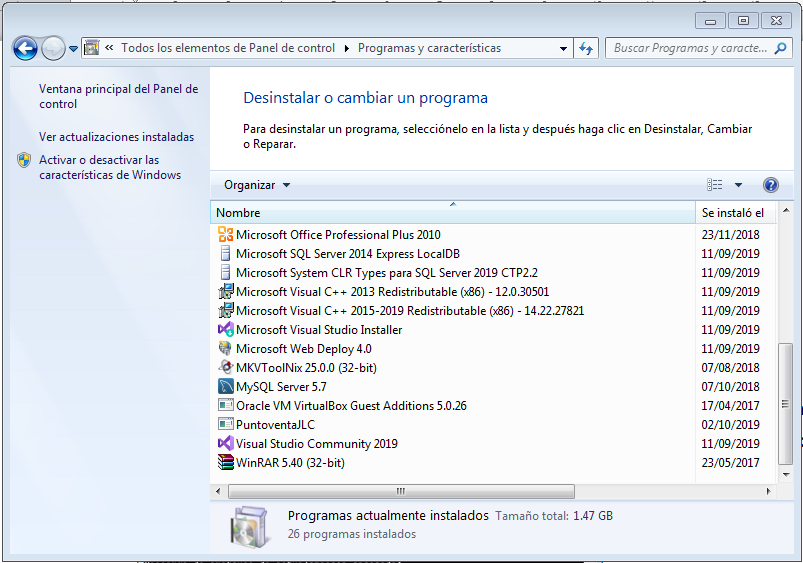 « Todos los elementos de Panel de control ▸ Programas y características
Buscar Programas y caracte...
Ventana principal del Panel de
control
Ver actualizaciones instaladas
Activar o desactivar las
características de Windows
Desinstalar o cambiar un programa
Para desinstalar un programa, selecciónelo en la lista y después haga clic en Desinstalar, Cambiar
o Reparar.
Organizar
Nombre Se instaló el
Microsoft Office Professional Plus 2010 23/11/2018
Microsoft SQL Server 2014 Express LocalDB 11/09/2019
Microsoft System CLR Types para SQL Server 2019 CTP2.2 11/09/2019
Microsoft Visual C++ 2013 Redistributable (x86) - 12.0.30501 11/09/2019
Microsoft Visual C++ 2015-2019 Redistributable (x86) - 14.22.27821 11/09/2019
Microsoft Visual Studio Installer 11/09/2019
Microsoft Web Deploy 4.0 11/09/2019
MKVToolNix 25.0.0 (32-bit) 07/08/2018
MySQL Server 5.7 07/10/2018
Oracle VM VirtualBox Guest Additions 5.0.26 17/04/2017
PuntoventaJLC 02/10/2019
Visual Studio Community 2019 11/09/2019
WinRAR 5.40 (32-bit) 23/05/2017
Programas actualmente instalados Tamaño total: 1.47 GB
26 programas instalados